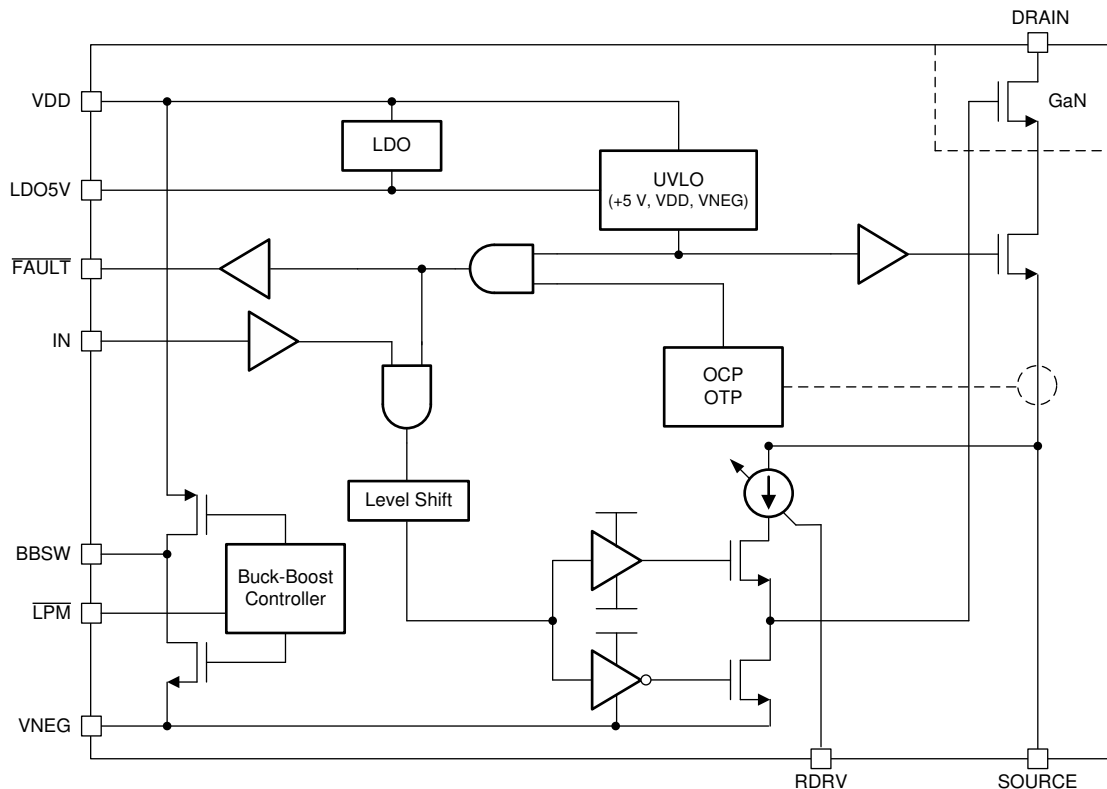 DRAIN
VDD
GaN
LDO
LDO5V
UVLO
(+5 V, VDD, VNEG)
FAULT
IN
OCP
OTP
Level Shift
BBSW
Buck-Boost
Controller
LPM
VNEG
RDRV
SOURCE